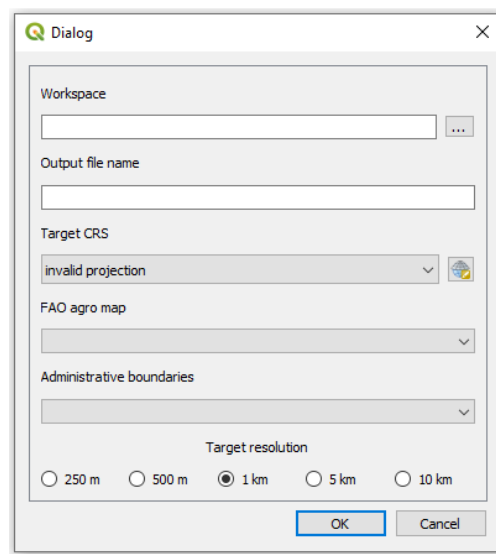 Dialog
Workspace
...
Output file name
Target CRS
invalid projection
FAO agro map
Administrative boundaries
Target resolution
250 m 500 m 1 km 5 km 10 km
OK Cancel